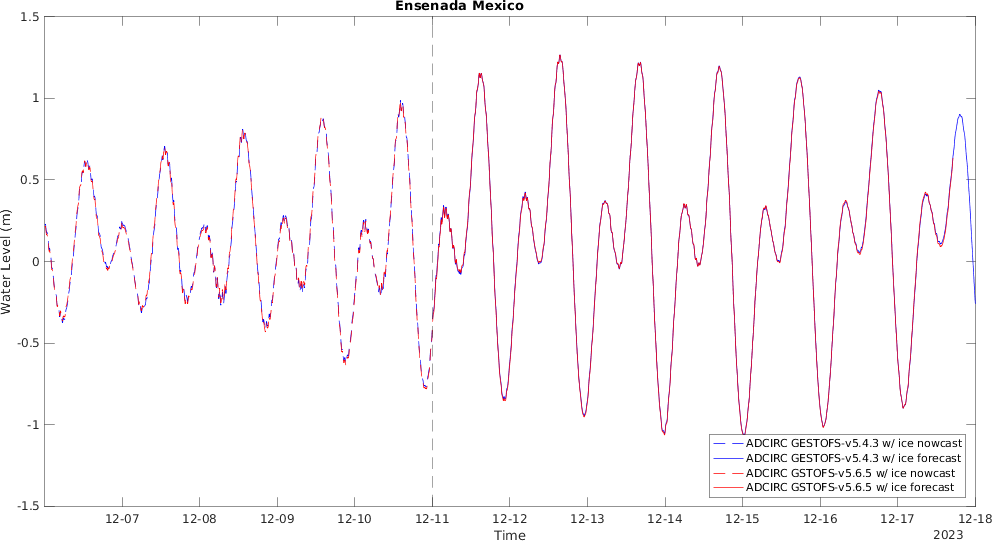 Ensenada Mexico
Water Level (m)
1.5
1
0.5
0
-0.5
-1
-1.5
ADCIRC GESTOFS-v5.4.3 w/ ice nowcast
ADCIRC GESTOFS-v5.4.3 w/ ice forecast
ADCIRC GSTOFS-v5.6.5 w/ ice nowcast
ADCIRC GSTOFS-v5.6.5 w/ ice forecast
12-07 12-08 12-09 12-10 12-11 12-12 12-13 12-14 12-15 12-16 12-17 12-18
Time
2023